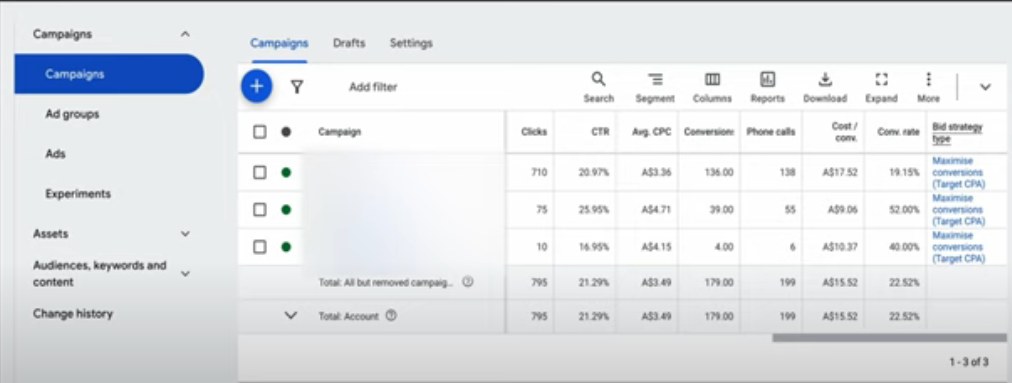 Campaigns
Campaigns
Ad groups
Ads
Experiments
Assets
Audiences, keywords and
content
Change history
Campaigns Drafts Settings
Add filter
Search Segment Columns Reports Download Expand More
Campaign Clicks CTR Avg. CPC Conversions Phone calls Cost / conv. Conv. rate Bid strategy type
710 20.97% A$3.36 136.00 138 A$17.52 19.15% Maximise conversions (Target CPA)
75 25.95% A$4.71 39.00 55 A$9.06 52.00% Maximise conversions (Target CPA)
10 16.95% A$4.15 4.00 6 A$10.37 40.00% Maximise conversions (Target CPA)
Total: All but removed campaig... 795 21.29% A$3.49 179.00 199 A$15.52 22.52%
Total: Account 795 21.29% A$3.49 179.00 199 A$15.52 22.52%
1 - 3 of 3